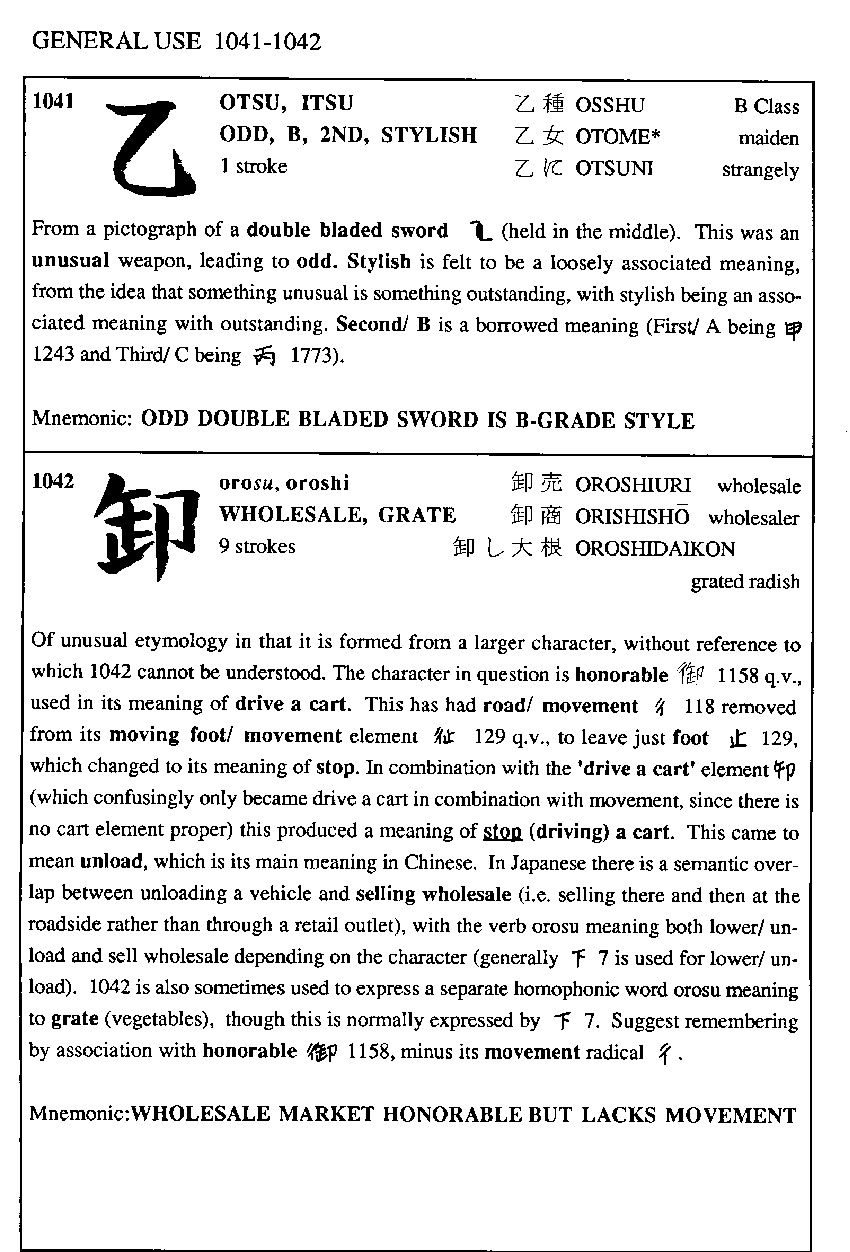 GENERAL USE 1041-1042
1041 乙 OTSU, ITSU 乙種 OSSHU B Class
ODD, B, 2ND, STYLISH 乙女 OTOME* maiden
1 stroke 乙に OTSUNI strangely
From a pictograph of a double bladed sword (held in the middle). This was an
unusual weapon, leading to odd. Stylish is felt to be a loosely associated meaning,
from the idea that something unusual is something outstanding, with stylish being an asso-
ciated meaning with outstanding. Second/ B is a borrowed meaning (First/ A being 甲
1243 and Third/ C being 丙 1773).
Mnemonic: ODD DOUBLE BLADED SWORD IS B-GRADE STYLE
1042 卸 orosu, oroshi 卸売 OROSHIURI wholesale
WHOLESALE, GRATE 卸商 ORISHISHŌ wholesaler
9 strokes 卸し大根 OROSHIDAIKON
grated radish
Of unusual etymology in that it is formed from a larger character, without reference to
which 1042 cannot be understood. The character in question is honorable 御 1158 q.v.,
used in its meaning of drive a cart. This has had road/ movement 彳 118 removed
from its moving foot/ movement element 129 q.v., to leave just foot 止 129,
which changed to its meaning of stop. In combination with the 'drive a cart' element
(which confusingly only became drive a cart in combination with movement, since there is
no cart element proper) this produced a meaning of stop (driving) a cart. This came to
mean unload, which is its main meaning in Chinese. In Japanese there is a semantic over-
lap between unloading a vehicle and selling wholesale (i.e. selling there and then at the
roadside rather than through a retail outlet), with the verb orosu meaning both lower/ un-
load and sell wholesale depending on the character (generally 下 7 is used for lower/ un-
load). 1042 is also sometimes used to express a separate homophonic word orosu meaning
to grate (vegetables), though this is normally expressed by 下 7. Suggest remembering
by association with honorable 御 1158, minus its movement radical 彳.
Mnemonic:WHOLESALE MARKET HONORABLE BUT LACKS MOVEMENT